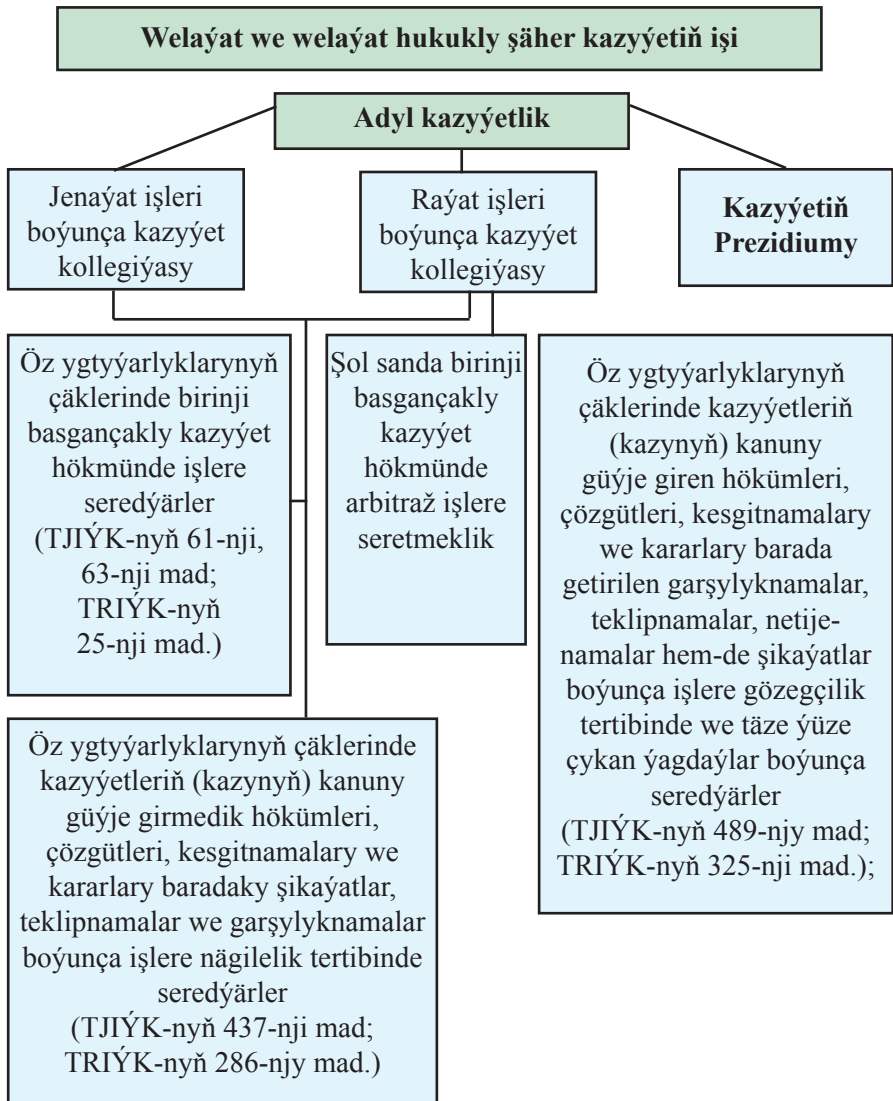 Welaýat we welaýat hukukly şäher kazyýetiň işi
Adyl kazyýetlik
Jenaýat işleri
boýunça kazyýet
kollegiýasy
Raýat işleri
boýunça kazyýet
kollegiýasy
Kazyýetiň
Prezidiumy
Öz ygtyýarlyklarynyň
çäklerinde birinji
basgançakly kazyýet
hökmünde işlere
seredýärler
(TJIÝK-nyň 61-nji,
63-nji mad;
TRIÝK-nyň
25-nji mad.)
Şol sanda birinji
basgançakly
kazyýet
hökmünde
arbitraž işlere
seretmeklik
Öz ygtyýarlyklarynyň
çäklerinde kazyýetleriň
(kazynyň) kanuny
güýje giren hökümleri,
çözgütleri, kesgitnamalary
we kararlary barada
getirilen garşylyknamalar,
teklipnamalar, netije-
namalar hem-de şikaýatlar
boýunça işlere gözegçilik
tertibinde we täze ýüze
çykan ýagdaýlar boýunça
seredýärler
(TJIÝK-nyň 489-njy mad;
TRIÝK-nyň 325-nji mad.);
Öz ygtyýarlyklarynyň çäklerinde
kazyýetleriň (kazynyň) kanuny
güýje girmedik hökümleri,
çözgütleri, kesgitnamalary we
kararlary baradaky şikaýatlar,
teklipnamalar we garşylyknamalar
boýunça işlere nägilelik tertibinde
seredýärler
(TJIÝK-nyň 437-nji mad;
TRIÝK-nyň 286-njy mad.)